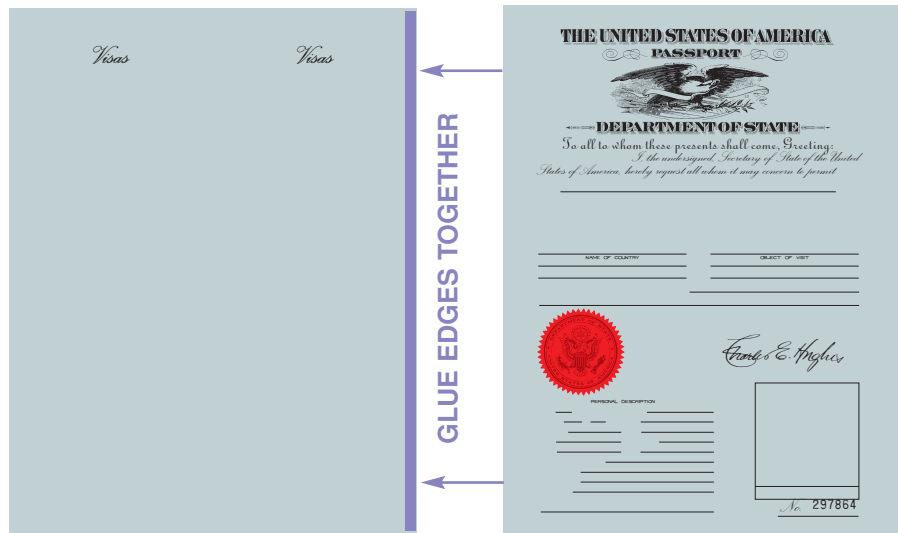 Visas
Visas
GLUE EDGES TOGETHER
THE UNITED STATES OF AMERICA
PASSPORT
DEPARTMENT OF STATE
To all to whom these presents shall come, Greeting:
I, the undersigned, Secretary of State of the United
States of America, hereby request all whom it may concern to permit
NAME OF COUNTRY
OBJECT OF VISIT
Charles E. Hughes
PERSONAL DESCRIPTION
No. 297864